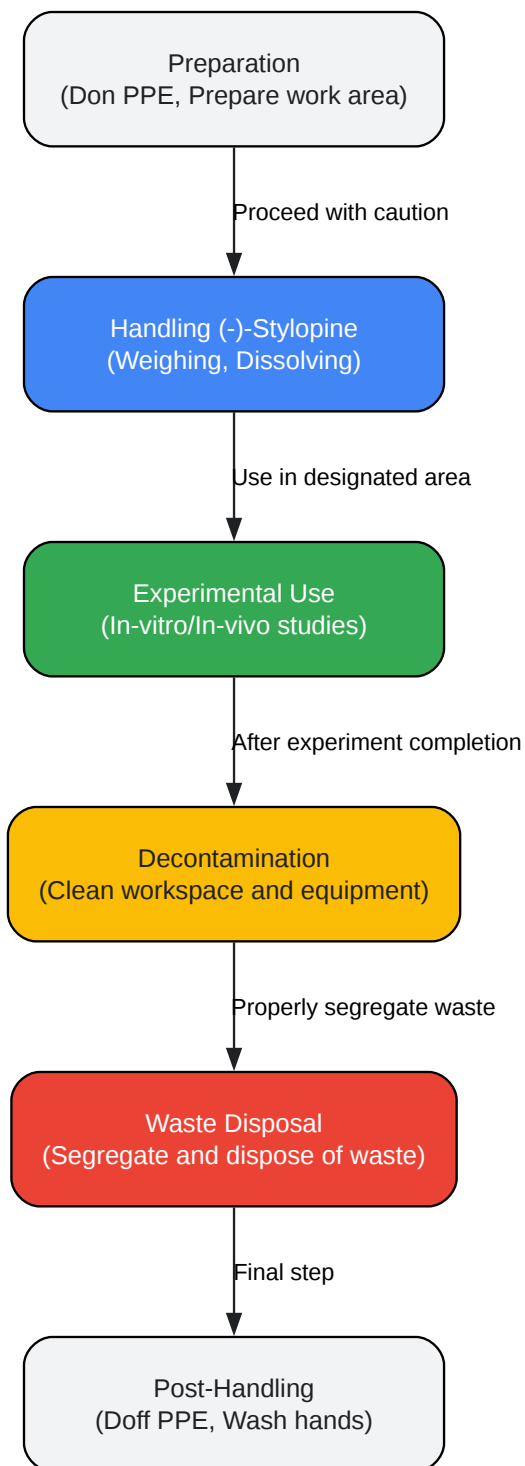 Preparation
(Don PPE, Prepare work area)
Proceed with caution
Handling (-)-Stylopine
(Weighing, Dissolving)
Use in designated area
Experimental Use
(In-vitro/In-vivo studies)
After experiment completion
Decontamination
(Clean workspace and equipment)
Properly segregate waste
Waste Disposal
(Segregate and dispose of waste)
Final step
Post-Handling
(Doff PPE, Wash hands)